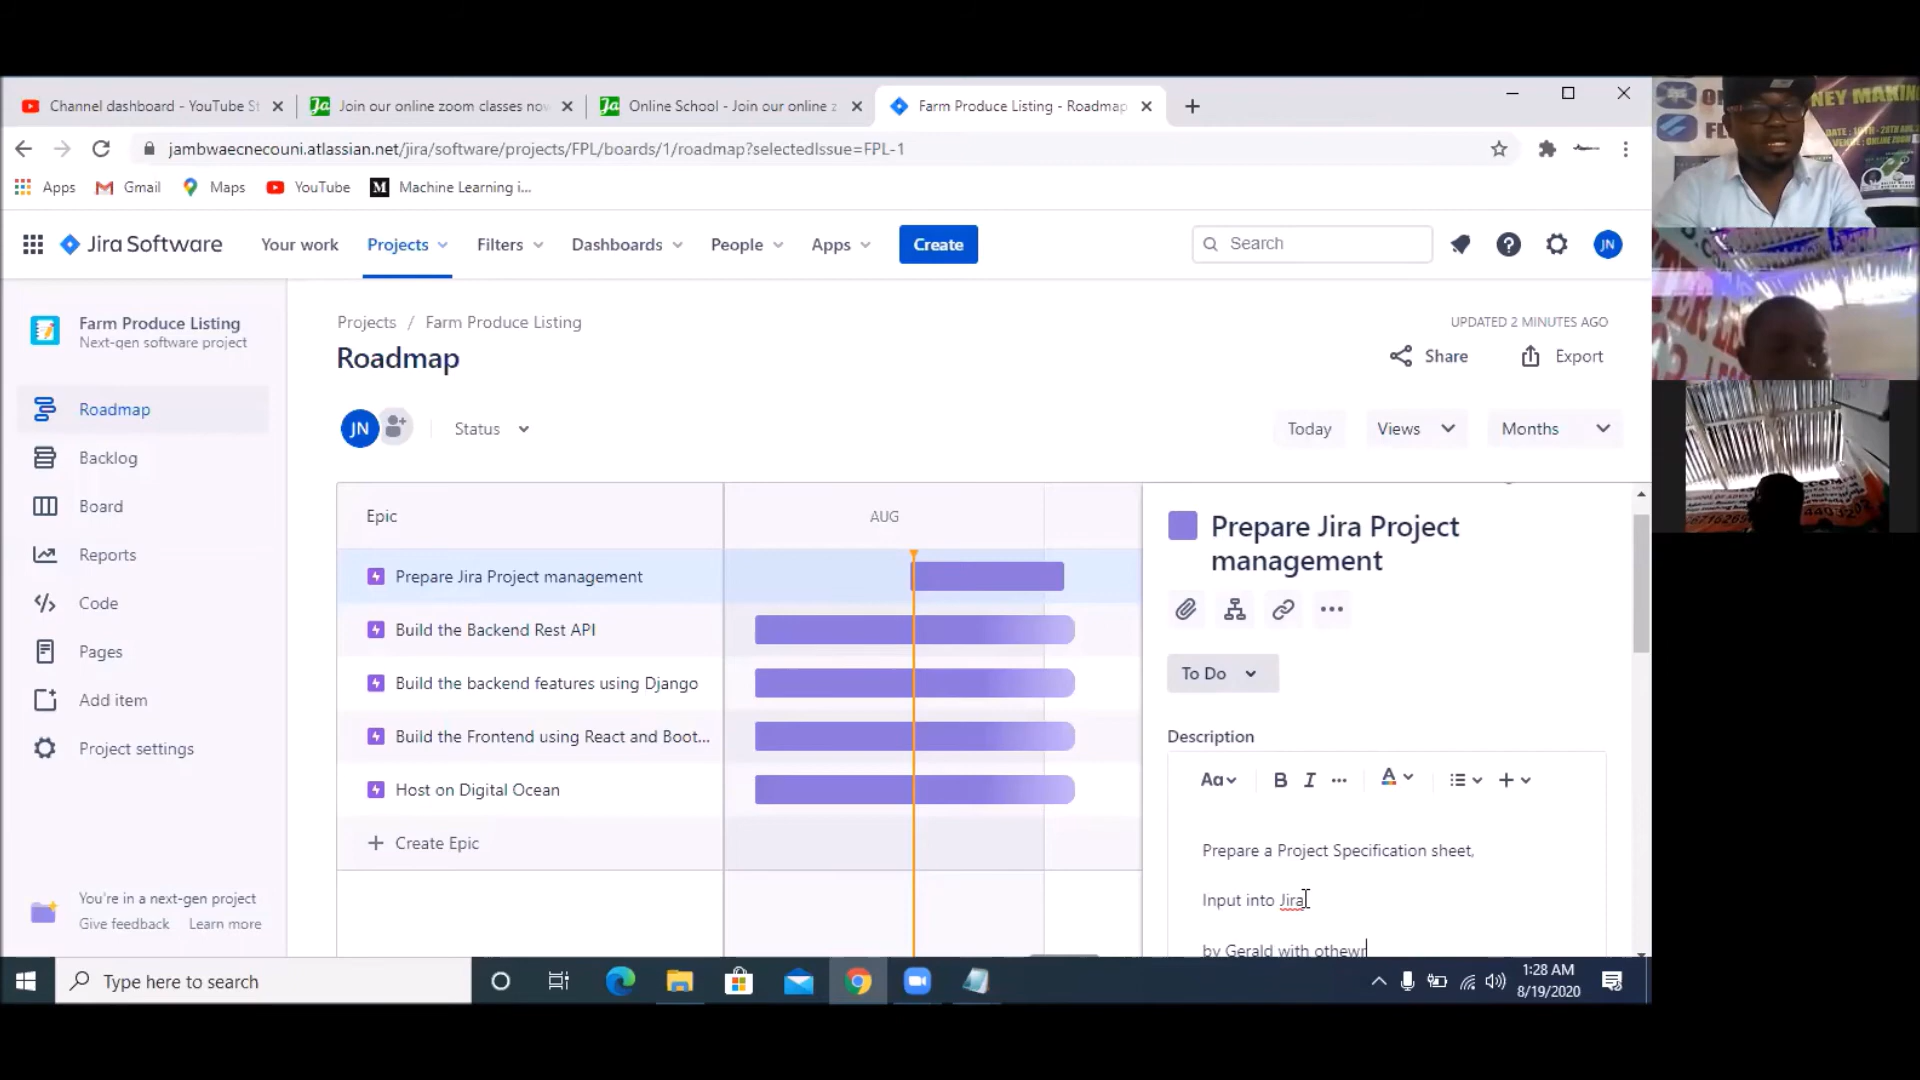 Channel dashboard - YouTube St
Join our online zoom classes now
Online School - Join our online z
Farm Produce Listing - Roadmap
jambwaecnecouni.atlassian.net/jira/software/projects/FPL/boards/1/roadmap?selectedIssue=FPL-1
Apps
Gmail
Maps
YouTube
Machine Learning i...
Jira Software
Your work
Projects
Filters
Dashboards
People
Apps
Create
Search
JN
Farm Produce Listing
Next-gen software project
Roadmap
Backlog
Board
Reports
Code
Pages
Add item
Project settings
You're in a next-gen project
Give feedback
Learn more
Projects / Farm Produce Listing
UPDATED 2 MINUTES AGO
Roadmap
Share
Export
JN
Status
Today
Views
Months
Epic
AUG
Prepare Jira Project management
Build the Backend Rest API
Build the backend features using Django
Build the Frontend using React and Boot...
Host on Digital Ocean
+ Create Epic
Prepare Jira Project
management
To Do
Description
Aa
B I ... A
Prepare a Project Specification sheet,
Input into Jira
by Gerald with othewr
Type here to search
1:28 AM
8/19/2020
NEY MAKING